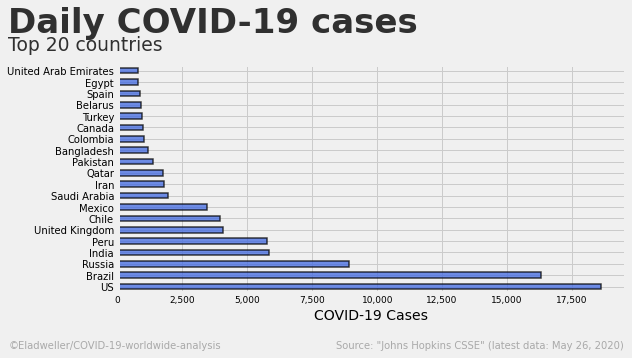 Daily COVID-19 cases
Top 20 countries
United Arab Emirates
Egypt
Spain
Belarus
Turkey
Canada
Colombia
Bangladesh
Pakistan
Qatar
Iran
Saudi Arabia
Mexico
Chile
United Kingdom
Peru
India
Russia
Brazil
US
0 2,500 5,000 7,500 10,000 12,500 15,000 17,500
COVID-19 Cases
©Eladweller/COVID-19-worldwide-analysis Source: "Johns Hopkins CSSE" (latest data: May 26, 2020)